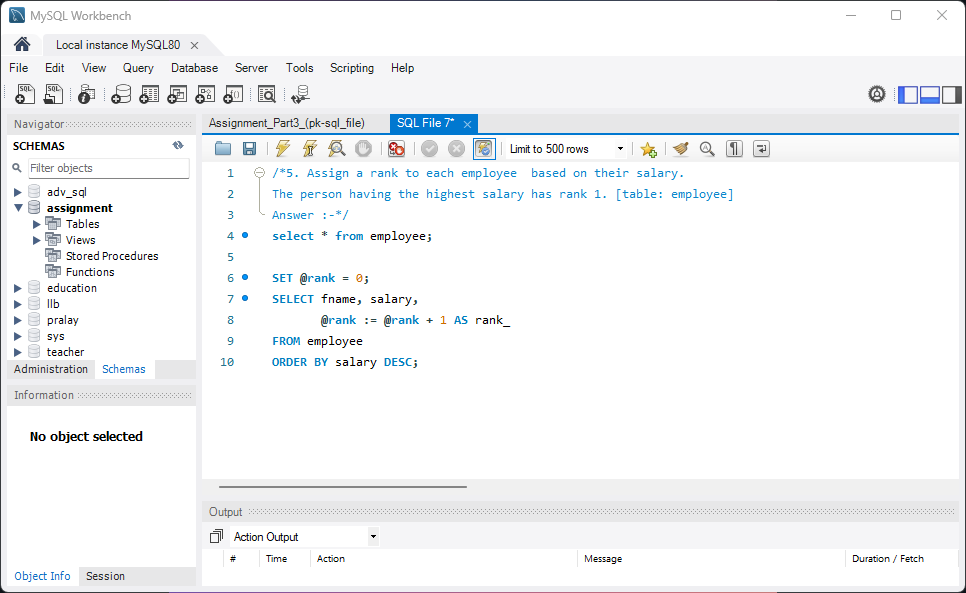 MySQL Workbench
Local instance MySQL80
File Edit View Query Database Server Tools Scripting Help
Navigator
SCHEMAS
Filter objects
adv_sql
assignment
Tables
Views
Stored Procedures
Functions
education
llb
pralay
sys
teacher
Administration Schemas
Information
No object selected
Object Info Session
Assignment_Part3_(pk-sql_file) SQL File 7*
Limit to 500 rows
1 /*5. Assign a rank to each employee  based on their salary.
2 The person having the highest salary has rank 1. [table: employee]
3 Answer :-*/
4 select * from employee;
5
6 SET @rank = 0;
7 SELECT fname, salary,
8 @rank := @rank + 1 AS rank_
9 FROM employee
10 ORDER BY salary DESC;
Output
Action Output
# Time Action Message Duration / Fetch